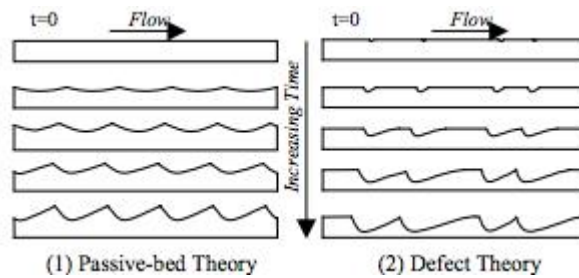 t=0 Flow
t=0 Flow
Increasing Time
(1) Passive-bed Theory
(2) Defect Theory